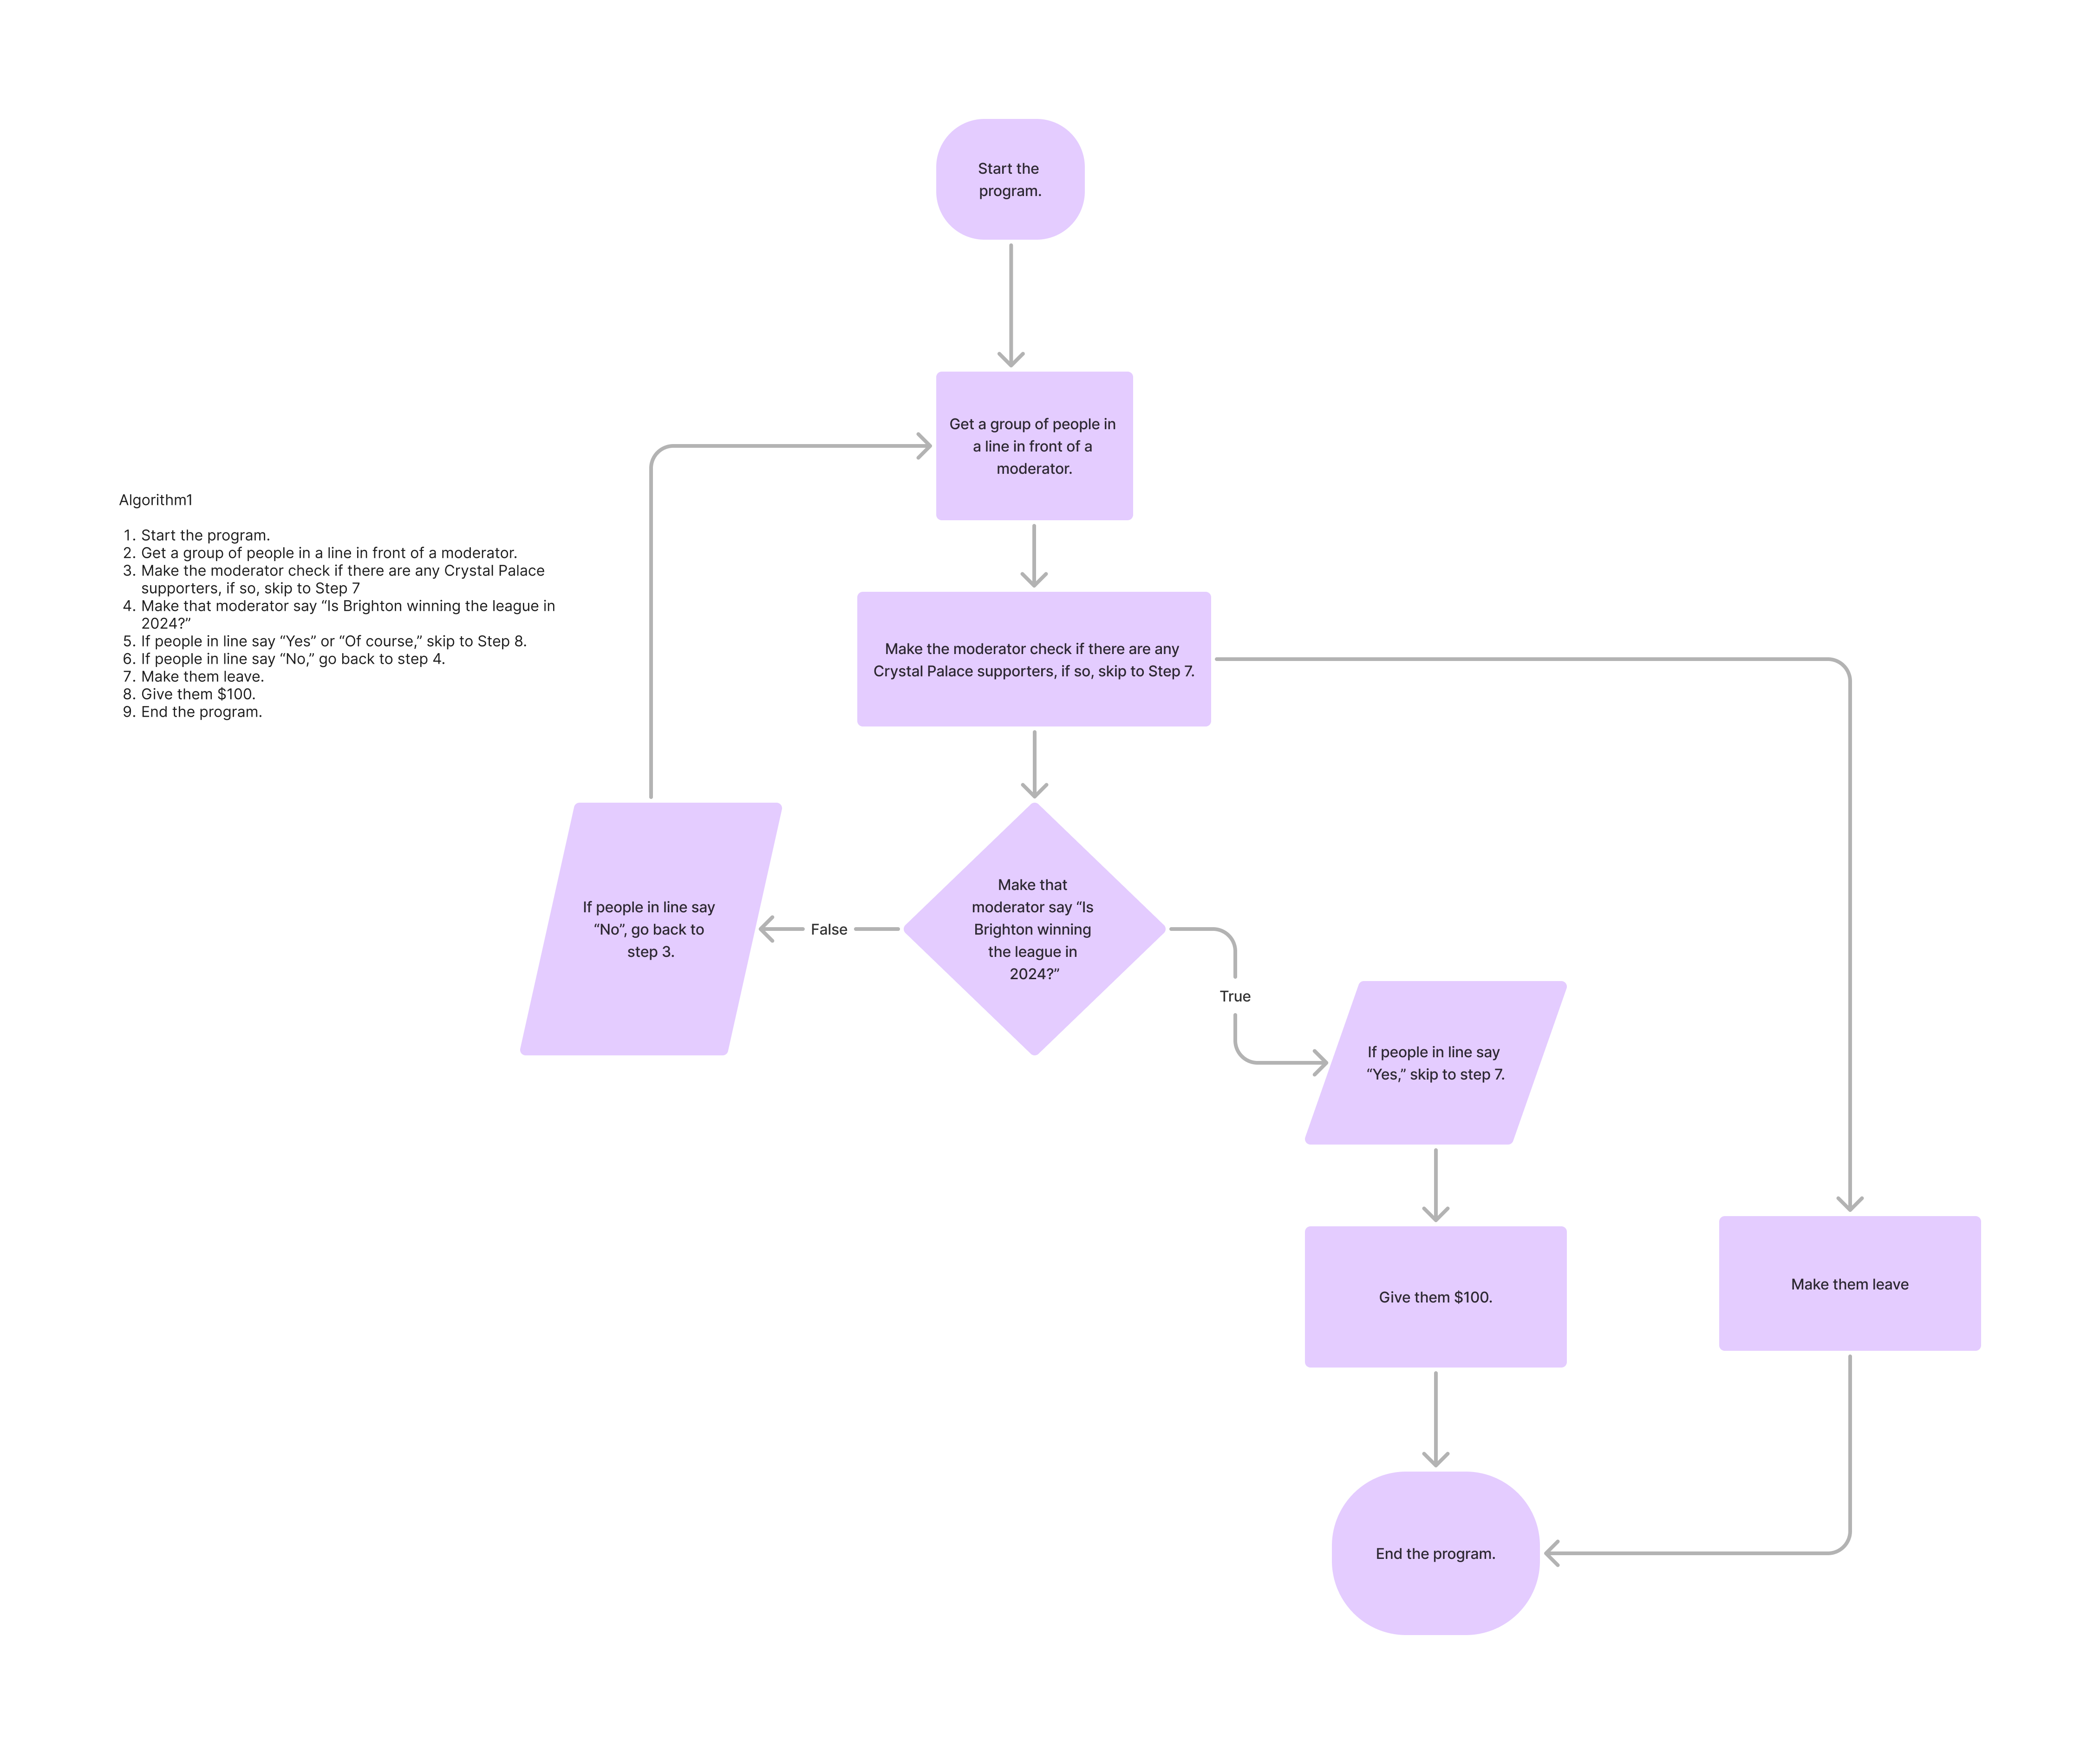 Start the
program.
Get a group of people in
a line in front of a
moderator.
Algorithm1
1. Start the program.
2. Get a group of people in a line in front of a moderator.
3. Make the moderator check if there are any Crystal Palace
supporters, if so, skip to Step 7
4. Make that moderator say “Is Brighton winning the league in
2024?”
5. If people in line say “Yes” or “Of course,” skip to Step 8.
6. If people in line say “No,” go back to step 4.
7. Make them leave.
8. Give them $100.
9. End the program.
Make the moderator check if there are any
Crystal Palace supporters, if so, skip to Step 7.
If people in line say
“No”, go back to
step 3.
False
Make that
moderator say “Is
Brighton winning
the league in
2024?”
True
If people in line say
“Yes,” skip to step 7.
Give them $100.
Make them leave
End the program.